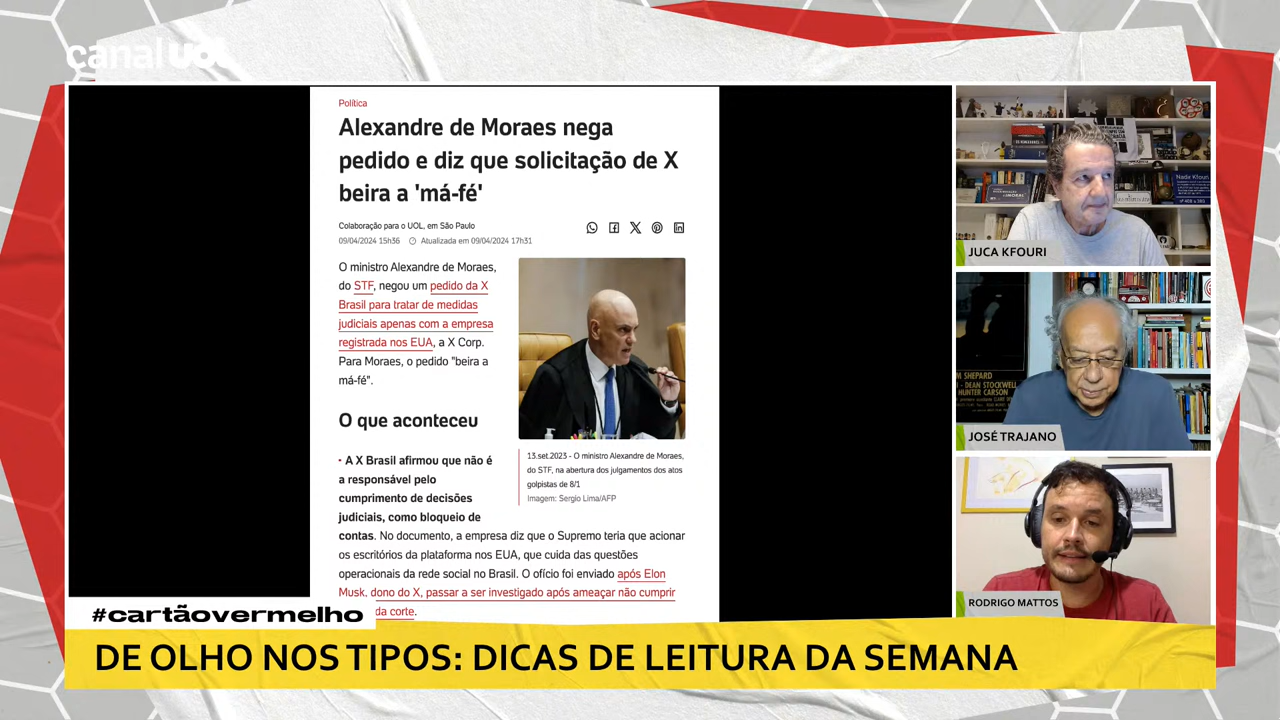 canal UOL
Política
Alexandre de Moraes nega
pedido e diz que solicitação de X
beira a 'má-fé'
Colaboração para o UOL, em São Paulo
09/04/2024 15h36 Atualizada em 09/04/2024 17h31
O ministro Alexandre de Moraes,
do STF, negou um pedido da X
Brasil para tratar de medidas
judiciais apenas com a empresa
registrada nos EUA, a X Corp.
Para Moraes, o pedido "beira a
má-fé".
13.set.2023 - O ministro Alexandre de Moraes,
do STF, na abertura dos julgamentos dos atos
golpistas de 8/1
Imagem: Sergio Lima/AFP
O que aconteceu
• A X Brasil afirmou que não é
a responsável pelo
cumprimento de decisões
judiciais, como bloqueio de
contas. No documento, a empresa diz que o Supremo teria que acionar
os escritórios da plataforma nos EUA, que cuida das questões
operacionais da rede social no Brasil. O ofício foi enviado após Elon
Musk, dono do X, passar a ser investigado após ameaçar não cumprir
da corte.
JUCA KFOURI
M SHEPARD
DEAN STOCKWELL
HUNTER CARSON
JOSÉ TRAJANO
RODRIGO MATTOS
#cartãovermelho
DE OLHO NOS TIPOS: DICAS DE LEITURA DA SEMANA